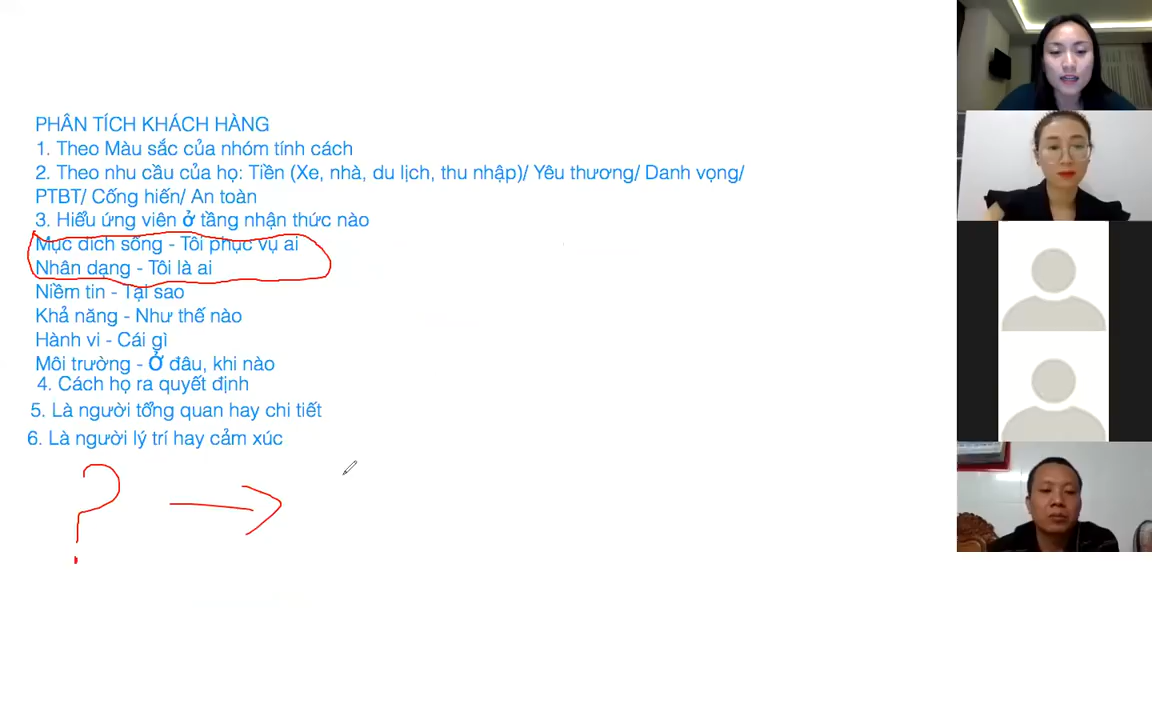 PHÂN TÍCH KHÁCH HÀNG
1. Theo Màu sắc của nhóm tính cách
2. Theo nhu cầu của họ: Tiền (Xe, nhà, du lịch, thu nhập)/ Yêu thương/ Danh vọng/
PTBT/ Cống hiến/ An toàn
3. Hiểu ứng viên ở tầng nhận thức nào
Mục đích sống - Tôi phục vụ ai
Nhân dạng - Tôi là ai
Niềm tin - Tại sao
Khả năng - Như thế nào
Hành vi - Cái gì
Môi trường - Ở đâu, khi nào
4. Cách họ ra quyết định
5. Là người tổng quan hay chi tiết
6. Là người lý trí hay cảm xúc
?